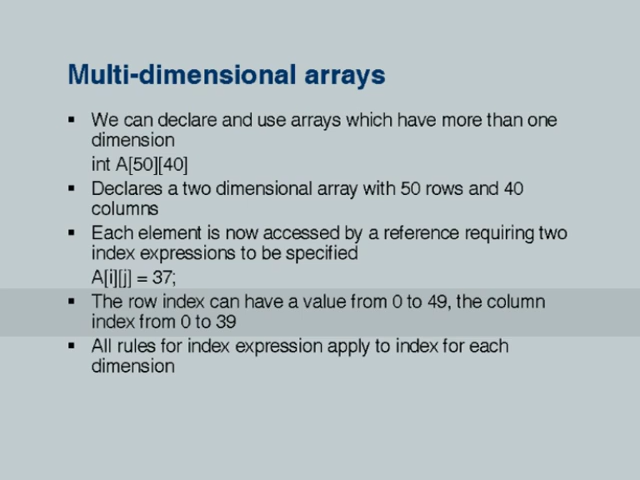 Multi-dimensional arrays
▪ We can declare and use arrays which have more than one
dimension
int A[50][40]
▪ Declares a two dimensional array with 50 rows and 40
columns
▪ Each element is now accessed by a reference requiring two
index expressions to be specified
A[i][j] = 37;
▪ The row index can have a value from 0 to 49, the column
index from 0 to 39
▪ All rules for index expression apply to index for each
dimension